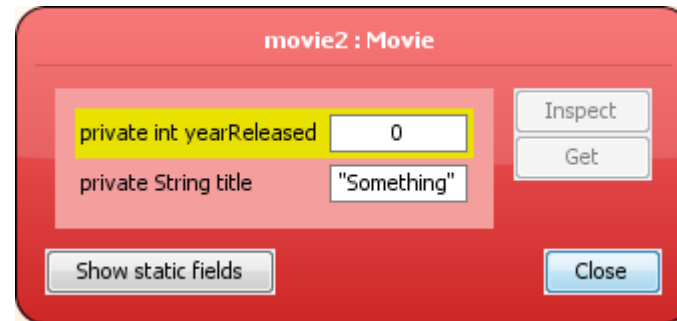 movie2 : Movie
private int yearReleased 0
private String title "Something"
Inspect
Get
Show static fields
Close